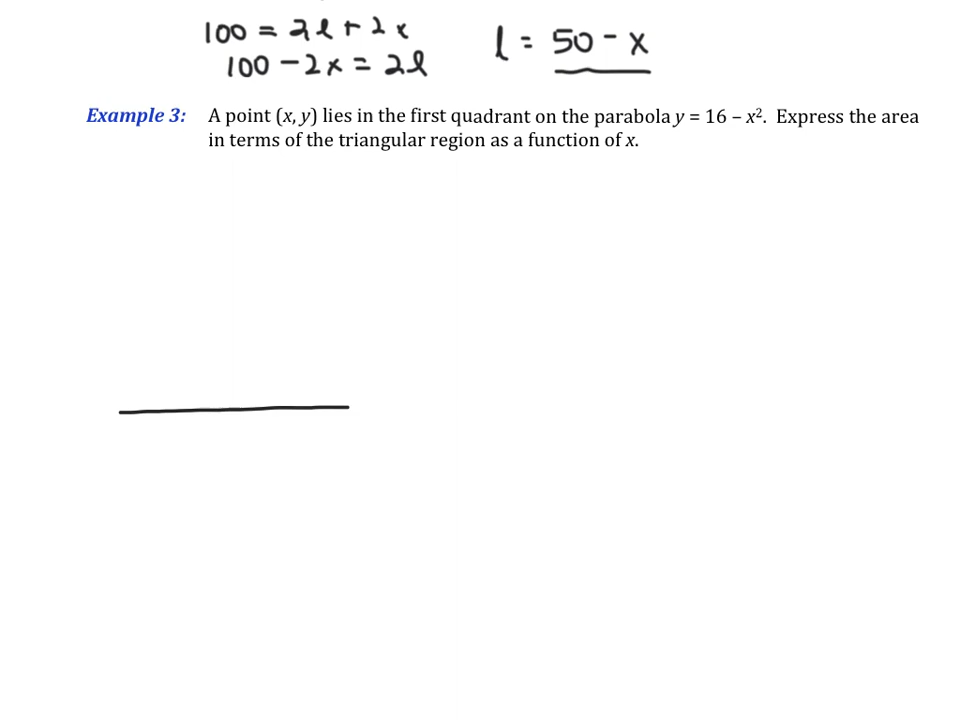 100 = 2l + 2x
100 - 2x = 2l
l = 50 - x
Example 3: A point (x, y) lies in the first quadrant on the parabola y = 16 – x². Express the area
in terms of the triangular region as a function of x.